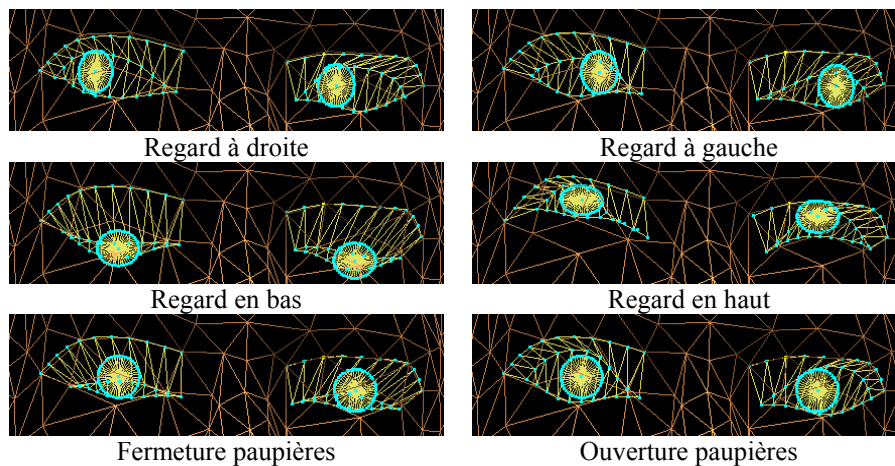 Regard à droite
Regard à gauche
Regard en bas
Regard en haut
Fermeture paupières
Ouverture paupières